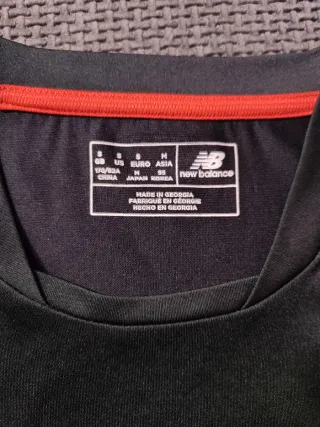 S S S M
GB US EURO ASIA
170/92A M 95
CHINA JAPAN KOREA
NB
new balance
MADE IN GEORGIA
FABRIQUÉ EN GÉORGIE
HECHO EN GEORGIA